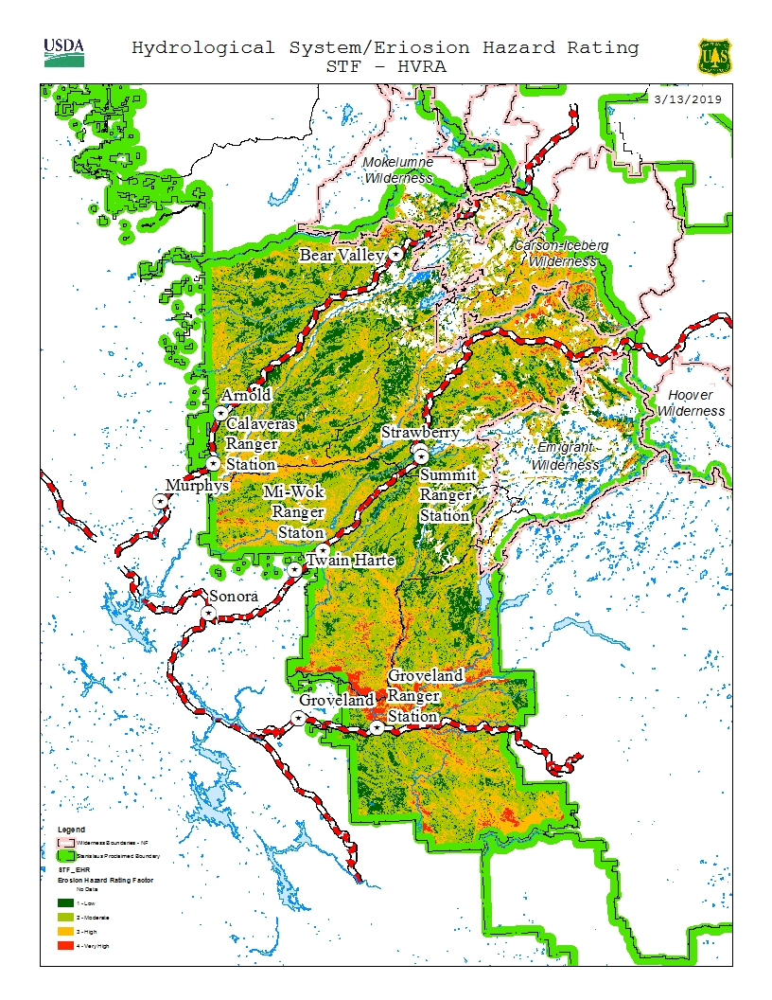 USDA
Hydrological System/Eriosion Hazard Rating
STF - HVRA
U S
3/13/2019
Mokelumne
Wilderness
Carson-Iceberg
Wilderness
Bear Valley
Hoover
Wilderness
Arnold
Calaveras
Ranger
Station
Strawberry
Emigrant
Wilderness
Summit
Ranger
Station
Murphys
Mi-Wok
Ranger
Staton
Twain Harte
Sonora
Groveland
Ranger
Station
Groveland
Legend
Wilderness Boundaries - NF
Stanislaus Proclaimed Boundary
STF_EHR
Erosion Hazard Rating Factor
No Data
1 - Low
2 - Moderate
3 - High
4 - Very High